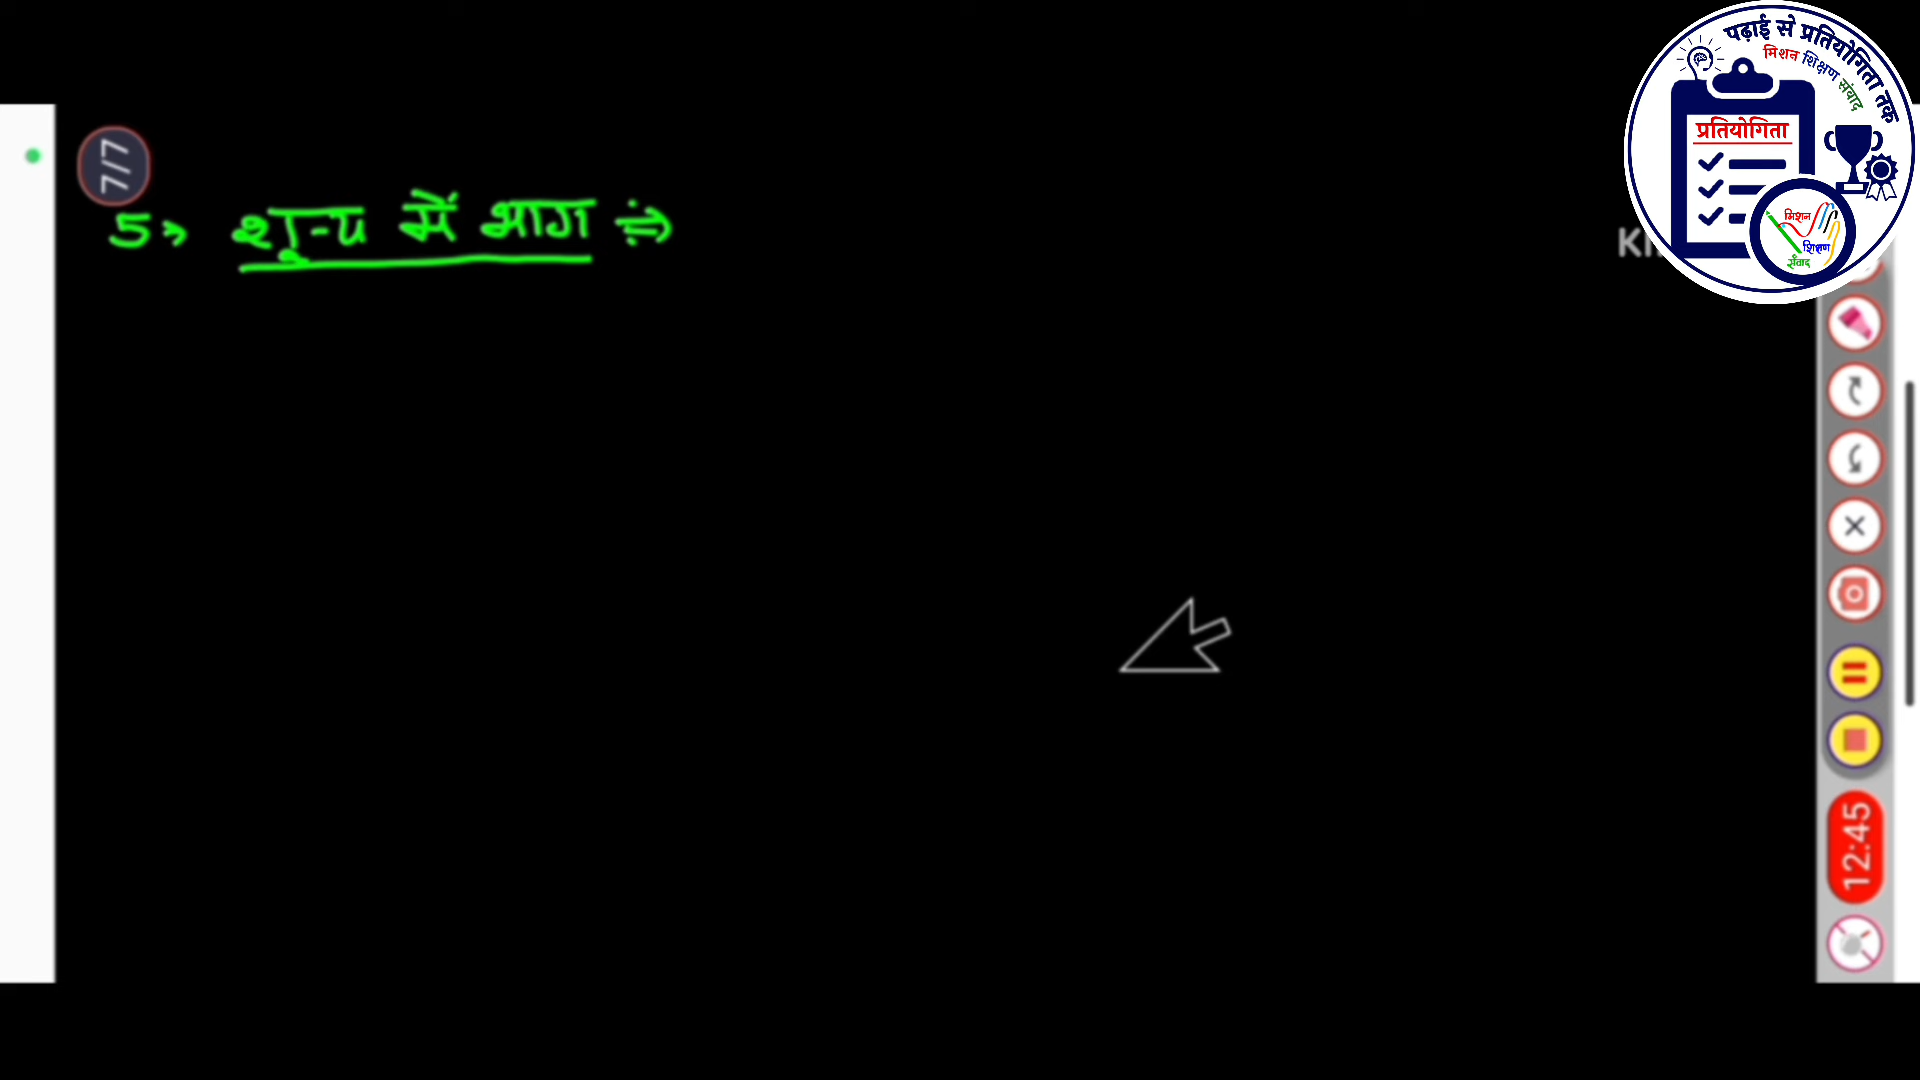 पढ़ाई से प्रतियोगिता तक
मिशन शिक्षण संवाद
प्रतियोगिता
मिशन
शिक्षण
संवाद
7/7
5→ शून्य में भाग ⇒
12:45